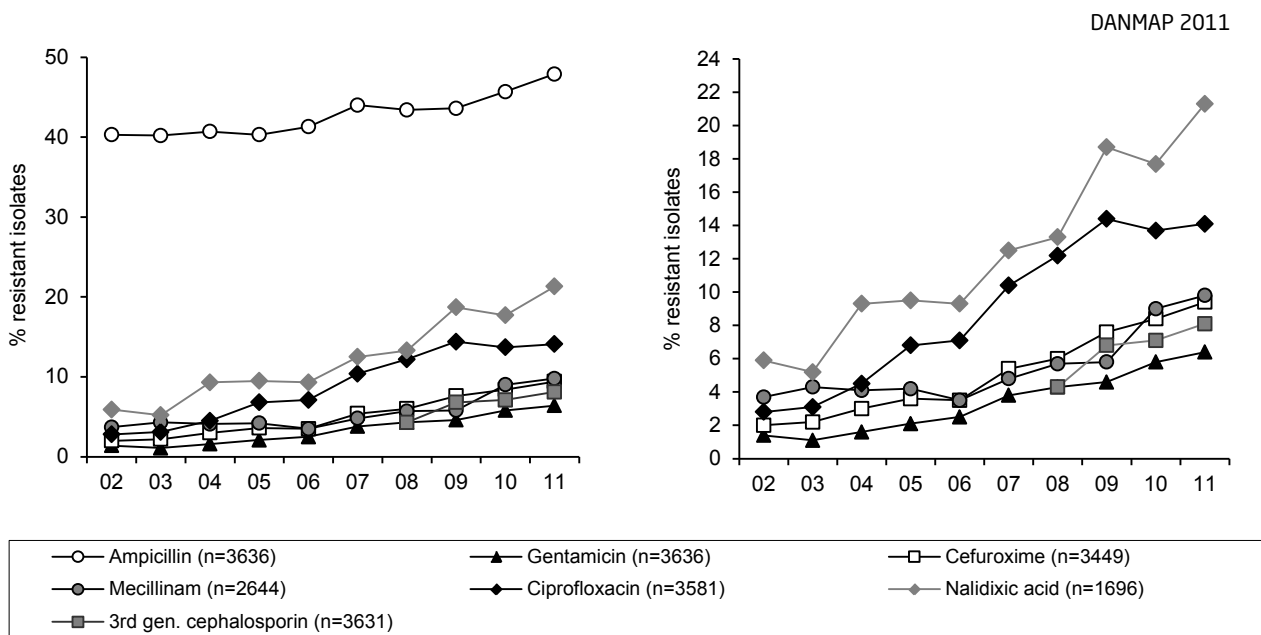 DANMAP 2011
50
40
30
20
10
0
% resistant isolates
02 03 04 05 06 07 08 09 10 11
24
22
20
18
16
14
12
10
8
6
4
2
0
% resistant isolates
02 03 04 05 06 07 08 09 10 11
Ampicillin (n=3636) Gentamicin (n=3636) Cefuroxime (n=3449)
Mecillinam (n=2644) Ciprofloxacin (n=3581) Nalidixic acid (n=1696)
3rd gen. cephalosporin (n=3631)